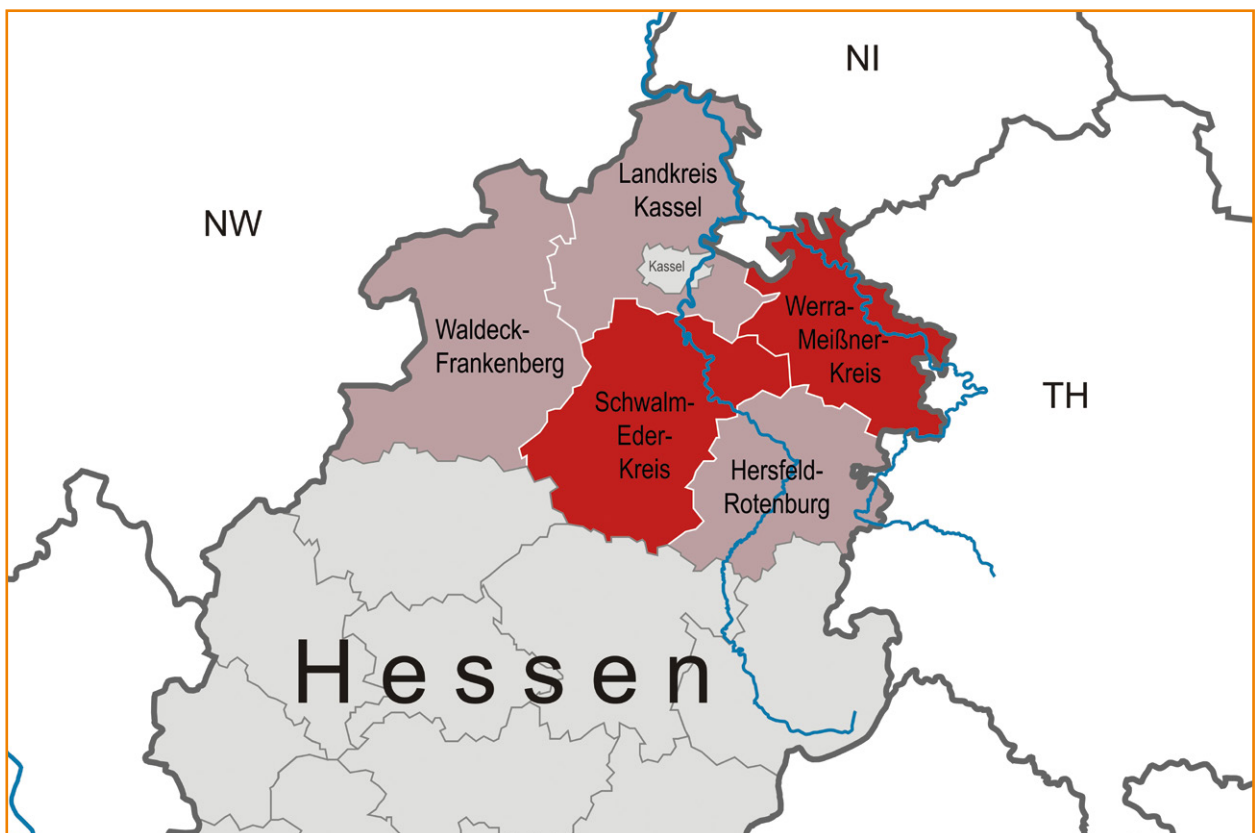 NI
Landkreis
Kassel
NW
Kassel
Werra-
Meißner-
Kreis
Waldeck-
Frankenberg
TH
Schwalm-
Eder-
Kreis
Hersfeld-
Rotenburg
Hessen